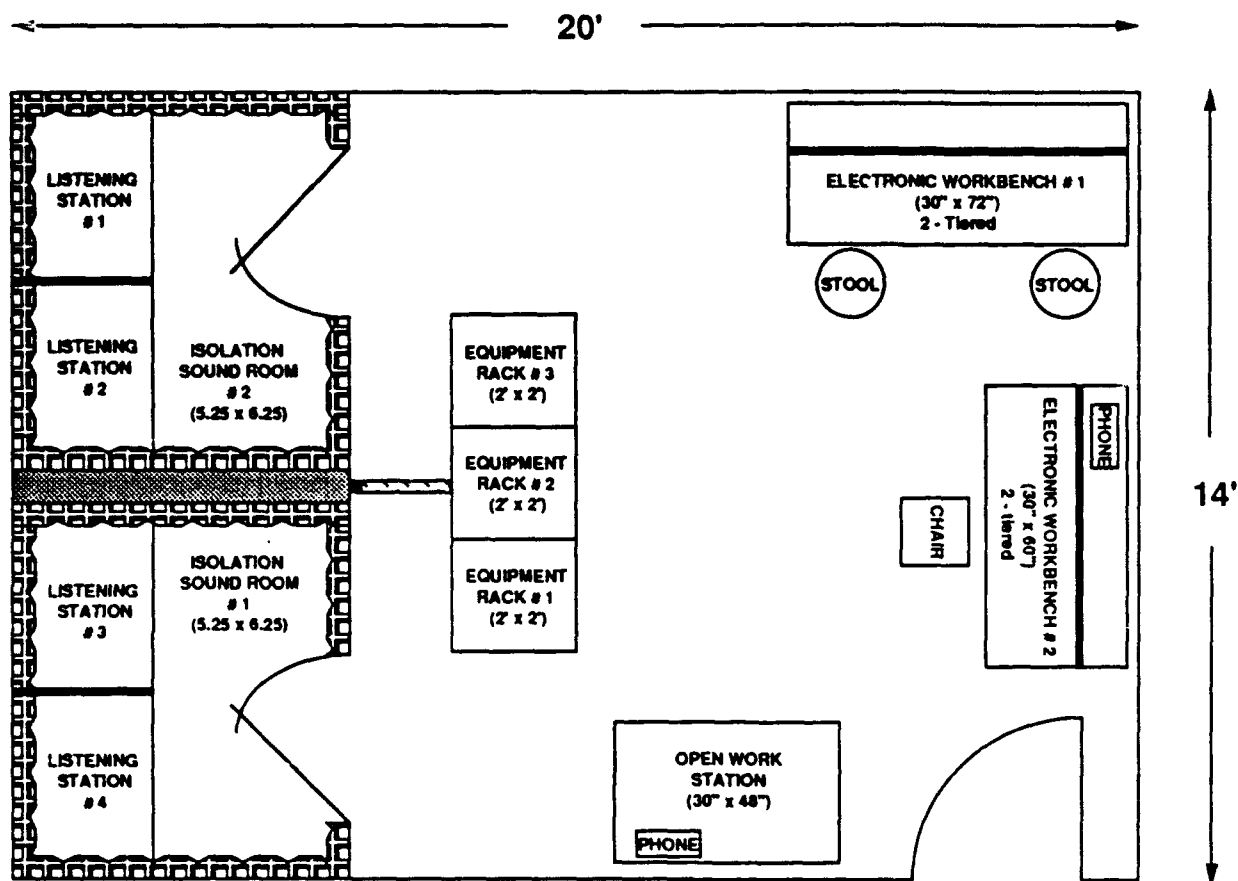 20'
LISTENING
STATION
# 1
LISTENING
STATION
# 2
ISOLATION
SOUND ROOM
# 2
(5.25 x 6.25)
EQUIPMENT
RACK # 3
(2' x 2')
EQUIPMENT
RACK # 2
(2' x 2')
EQUIPMENT
RACK # 1
(2' x 2')
ELECTRONIC WORKBENCH # 1
(30" x 72")
2 - Tiered
STOOL
STOOL
PHONE
ELECTRONIC WORKBENCH # 2
(30" x 60")
2 - tiered
CHAIR
14'
LISTENING
STATION
# 3
ISOLATION
SOUND ROOM
# 1
(5.25 x 6.25)
LISTENING
STATION
# 4
OPEN WORK
STATION
(30" x 48")
PHONE